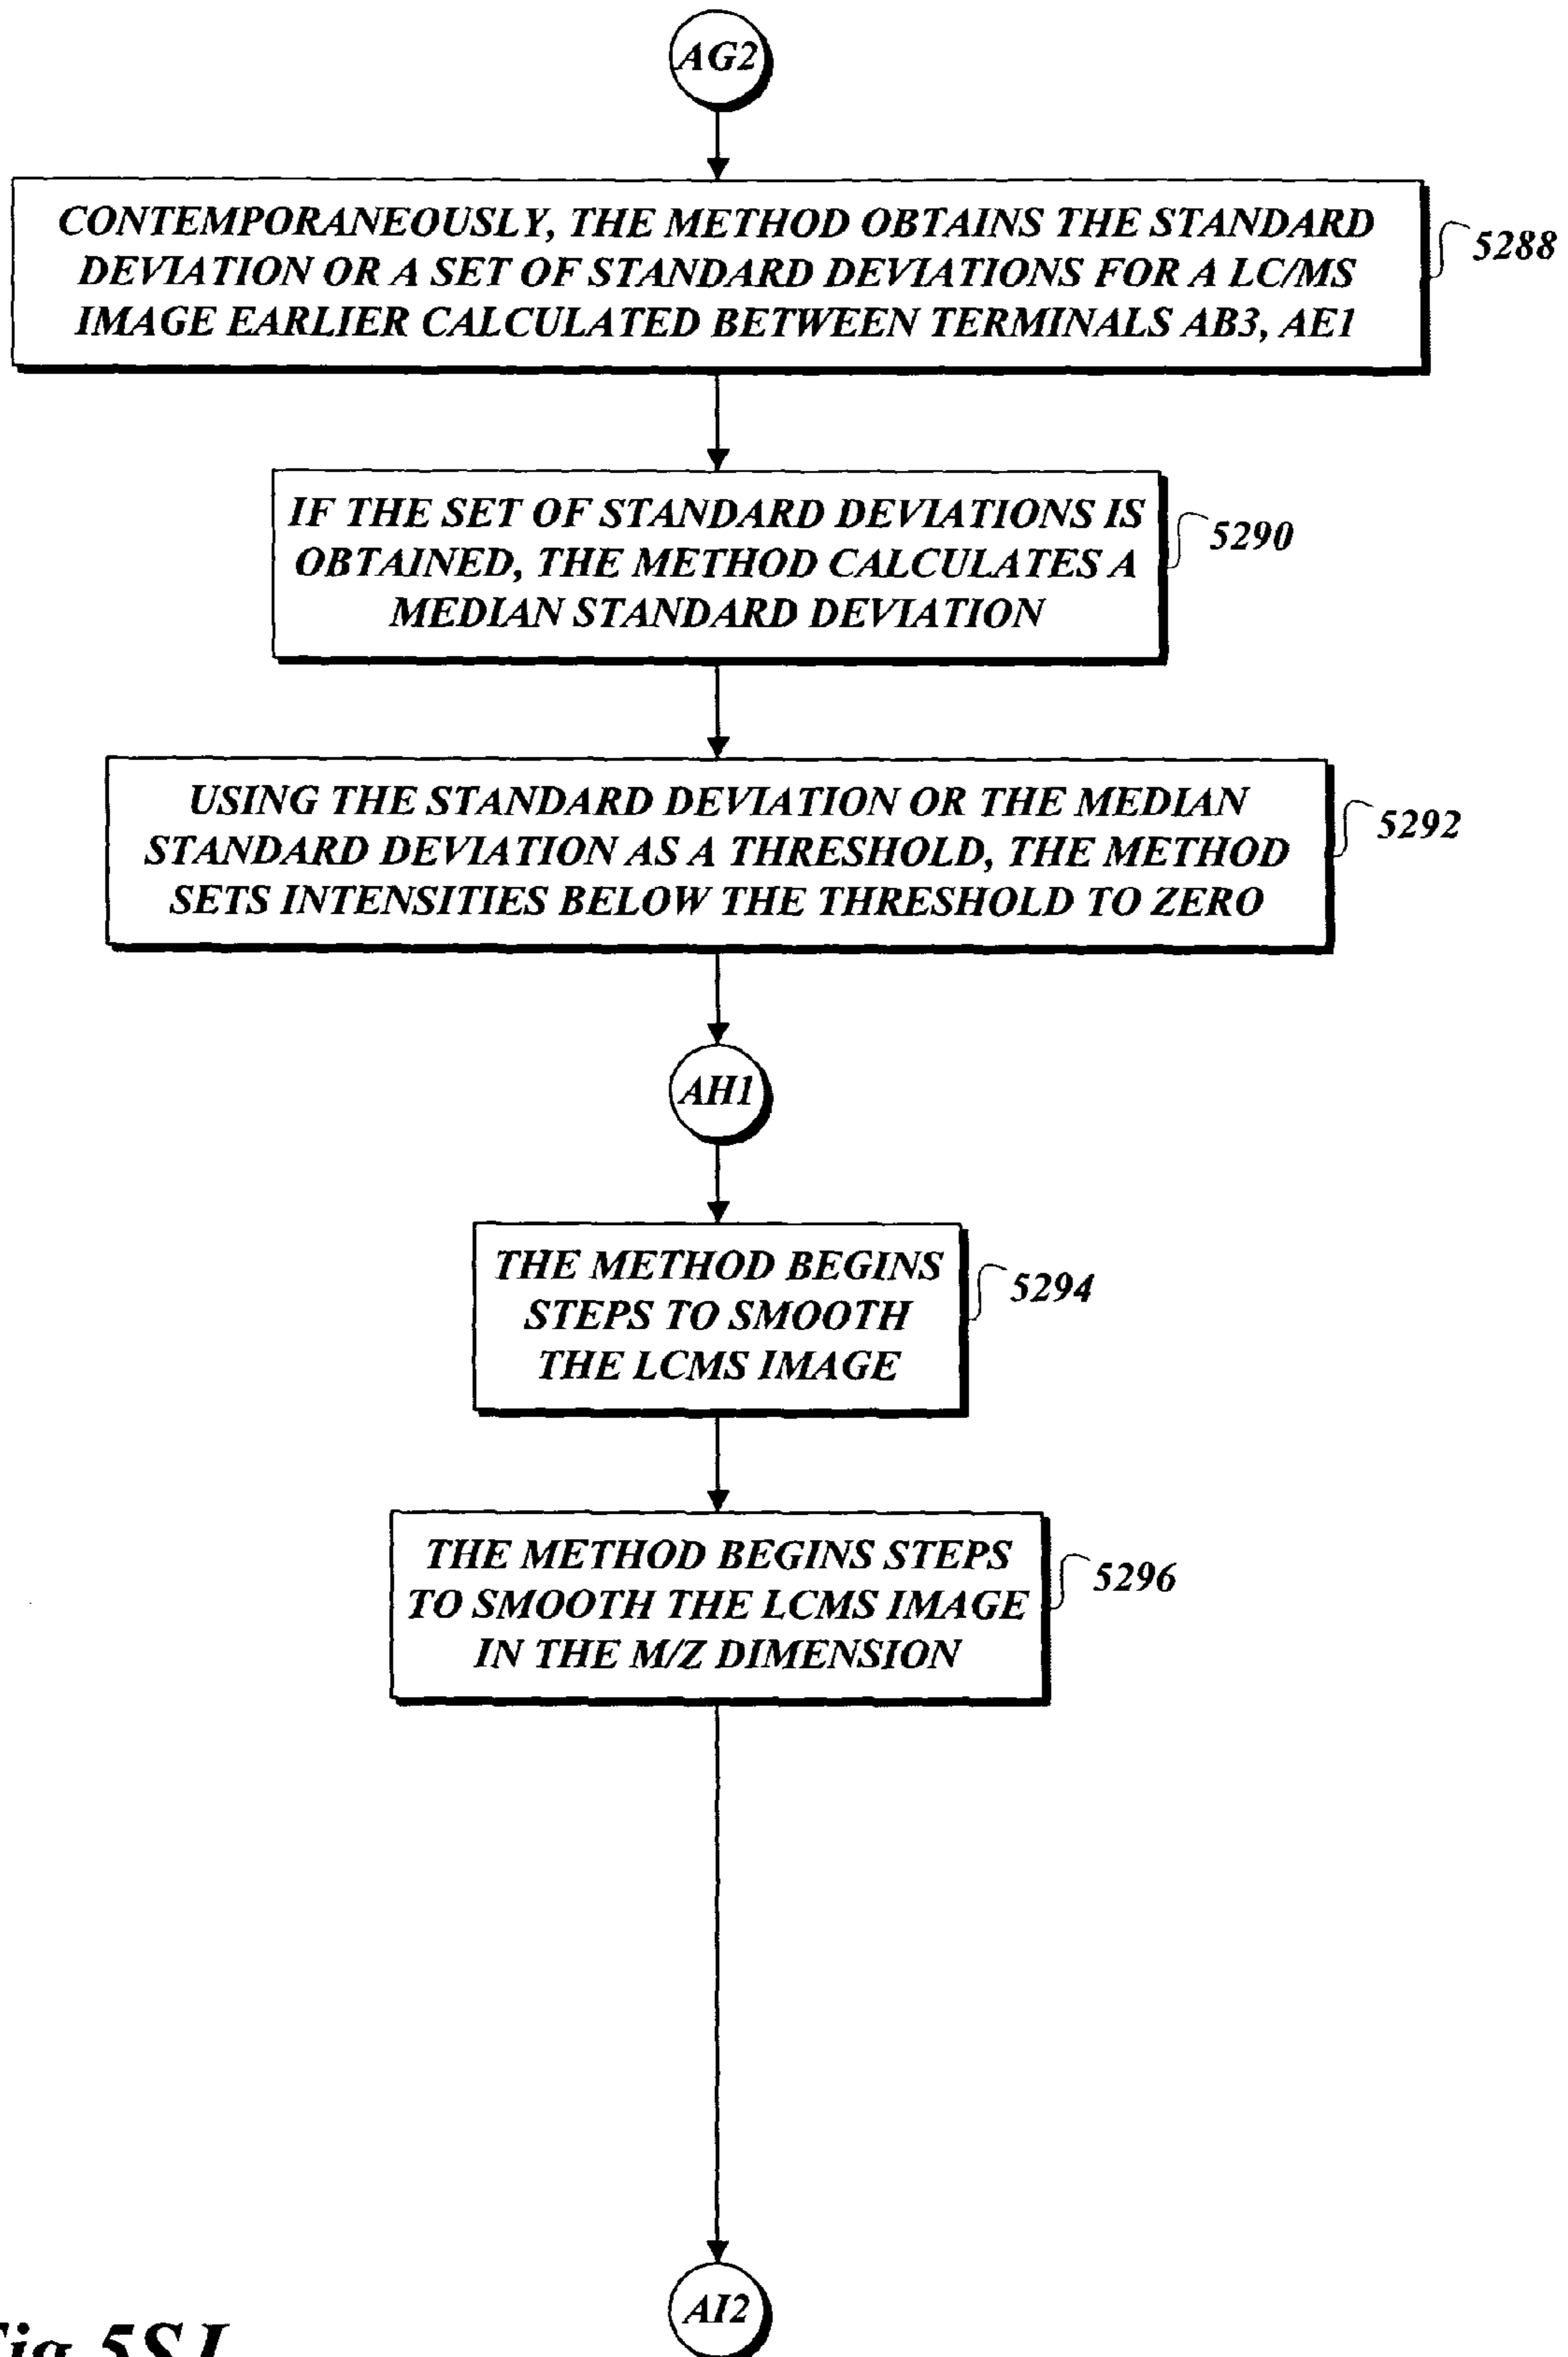 AG2
CONTEMPORANEOUSLY, THE METHOD OBTAINS THE STANDARD
DEVIATION OR A SET OF STANDARD DEVIATIONS FOR A LC/MS
IMAGE EARLIER CALCULATED BETWEEN TERMINALS AB3, AE1
5288
IF THE SET OF STANDARD DEVIATIONS IS
OBTAINED, THE METHOD CALCULATES A
MEDIAN STANDARD DEVIATION
5290
USING THE STANDARD DEVIATION OR THE MEDIAN
STANDARD DEVIATION AS A THRESHOLD, THE METHOD
SETS INTENSITIES BELOW THE THRESHOLD TO ZERO
5292
AH1
THE METHOD BEGINS
STEPS TO SMOOTH
THE LCMS IMAGE
5294
THE METHOD BEGINS STEPS
TO SMOOTH THE LCMS IMAGE
IN THE M/Z DIMENSION
5296
AI2